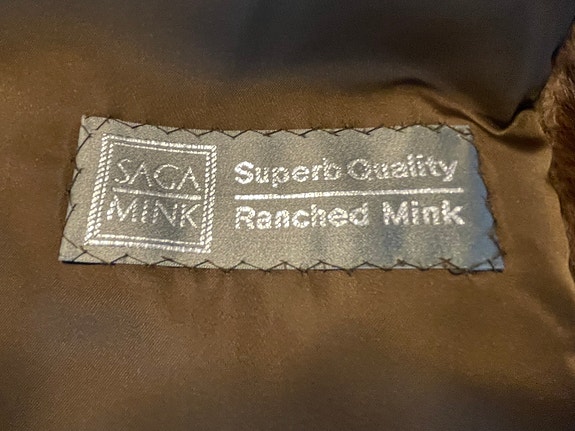 SAGA
MINK
Superb Quality
Ranched Mink